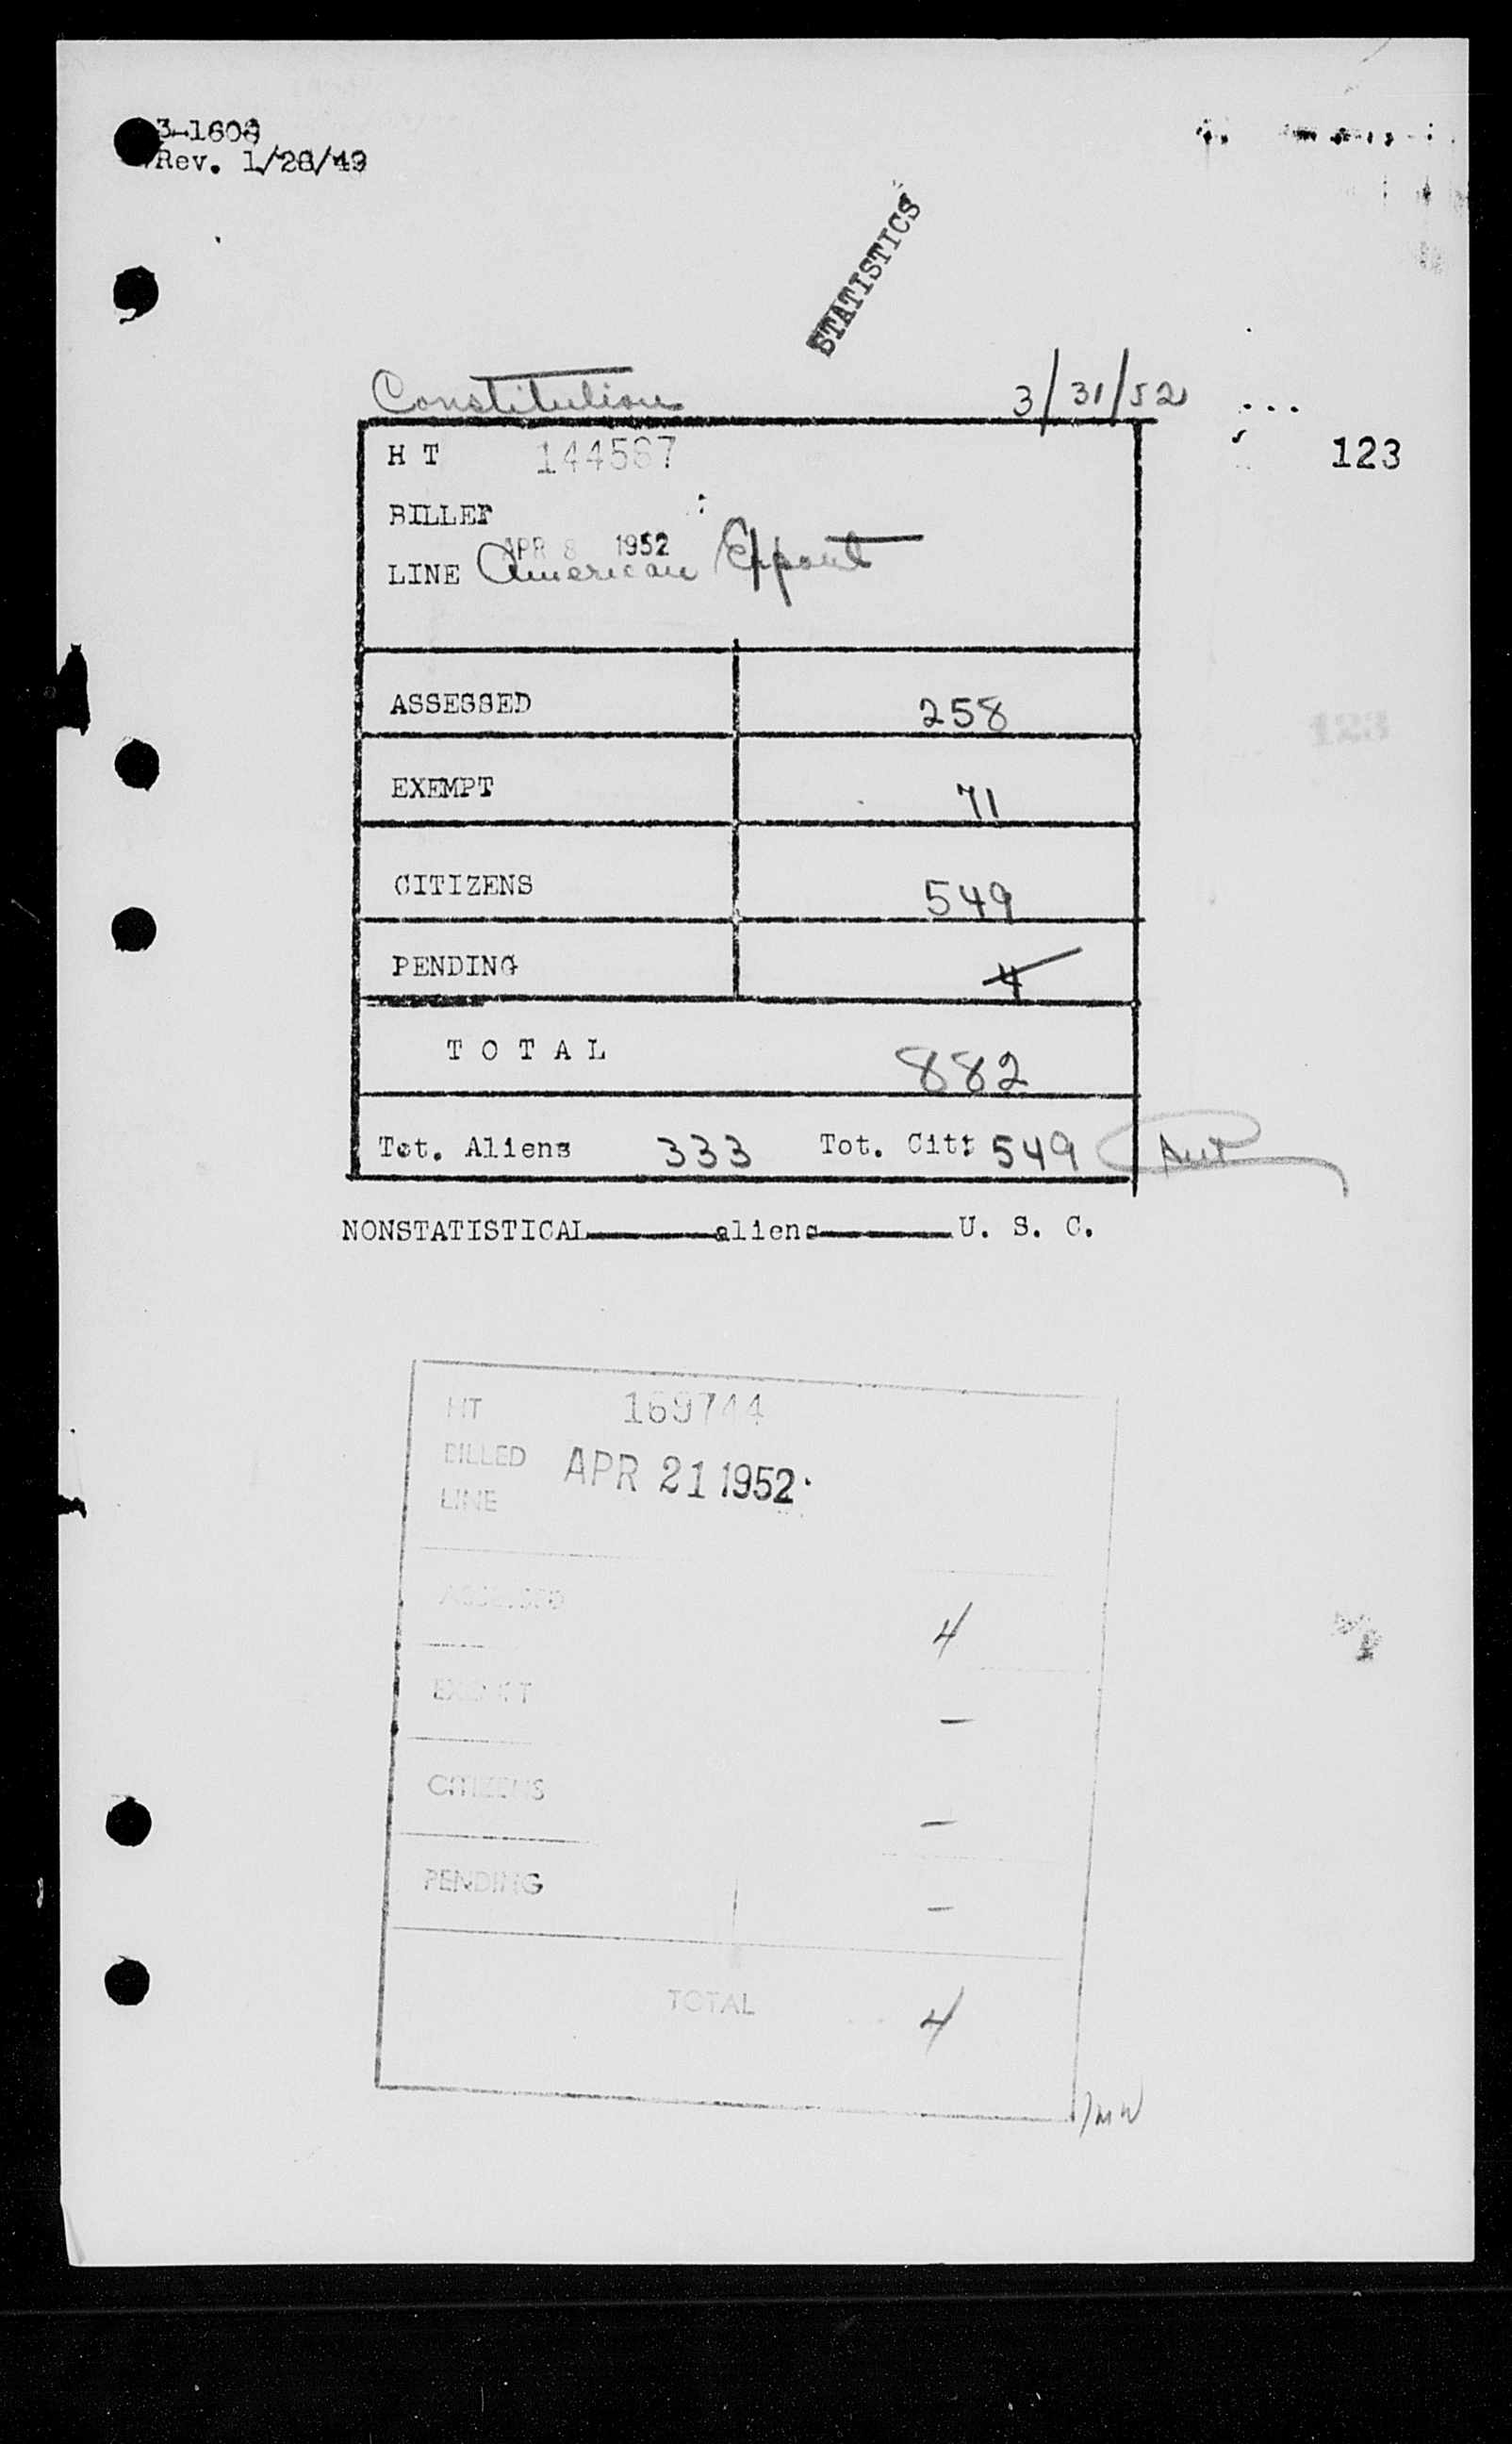 3-1608
Rev. 1/28/49
STATISTICS
Constitution 3/31/52
H T 144567
123
BILLED
APR 8 1952
LINE American Export
ASSESSED 258
EXEMPT 71
CITIZENS 549
PENDING 4
T O T A L 882
Tot. Aliens 333 Tot. Cit: 549
NONSTATISTICAL aliens U. S. C.
HT 169744
BILLED APR 21 1952
LINE
ASSESSED 4
EXEMPT –
CITIZENS –
PENDING –
TOTAL 4